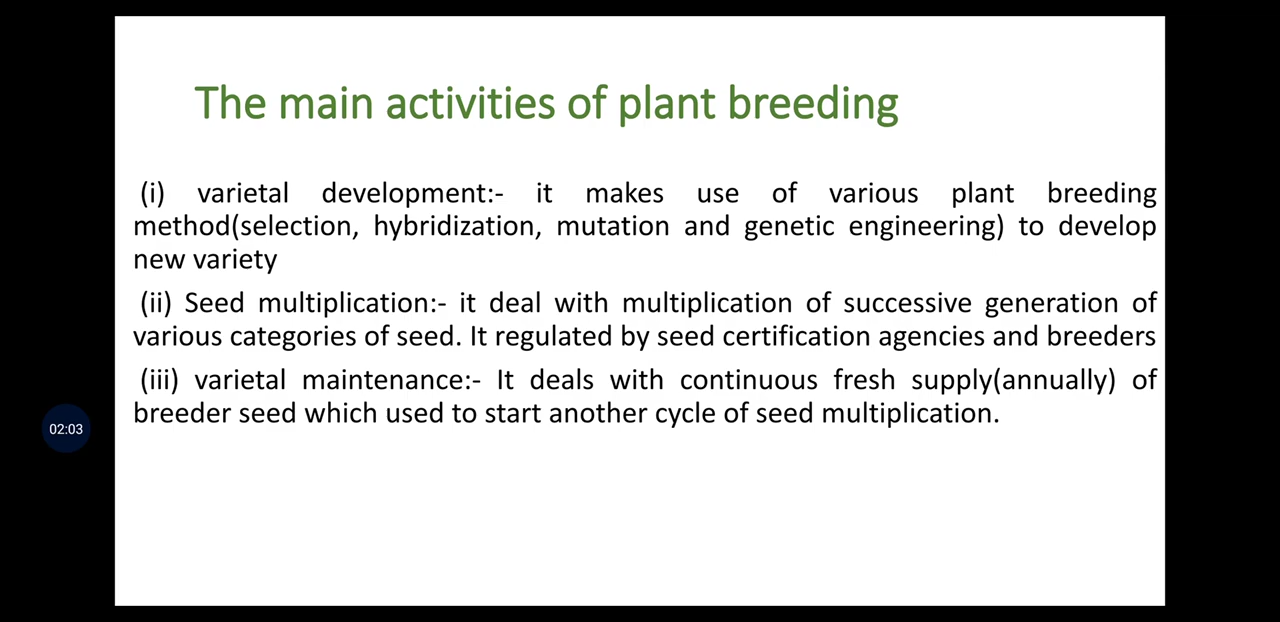 The main activities of plant breeding
(i) varietal development:- it makes use of various plant breeding
method(selection, hybridization, mutation and genetic engineering) to develop
new variety
(ii) Seed multiplication:- it deal with multiplication of successive generation of
various categories of seed. It regulated by seed certification agencies and breeders
(iii) varietal maintenance:- It deals with continuous fresh supply(annually) of
breeder seed which used to start another cycle of seed multiplication.
02:03